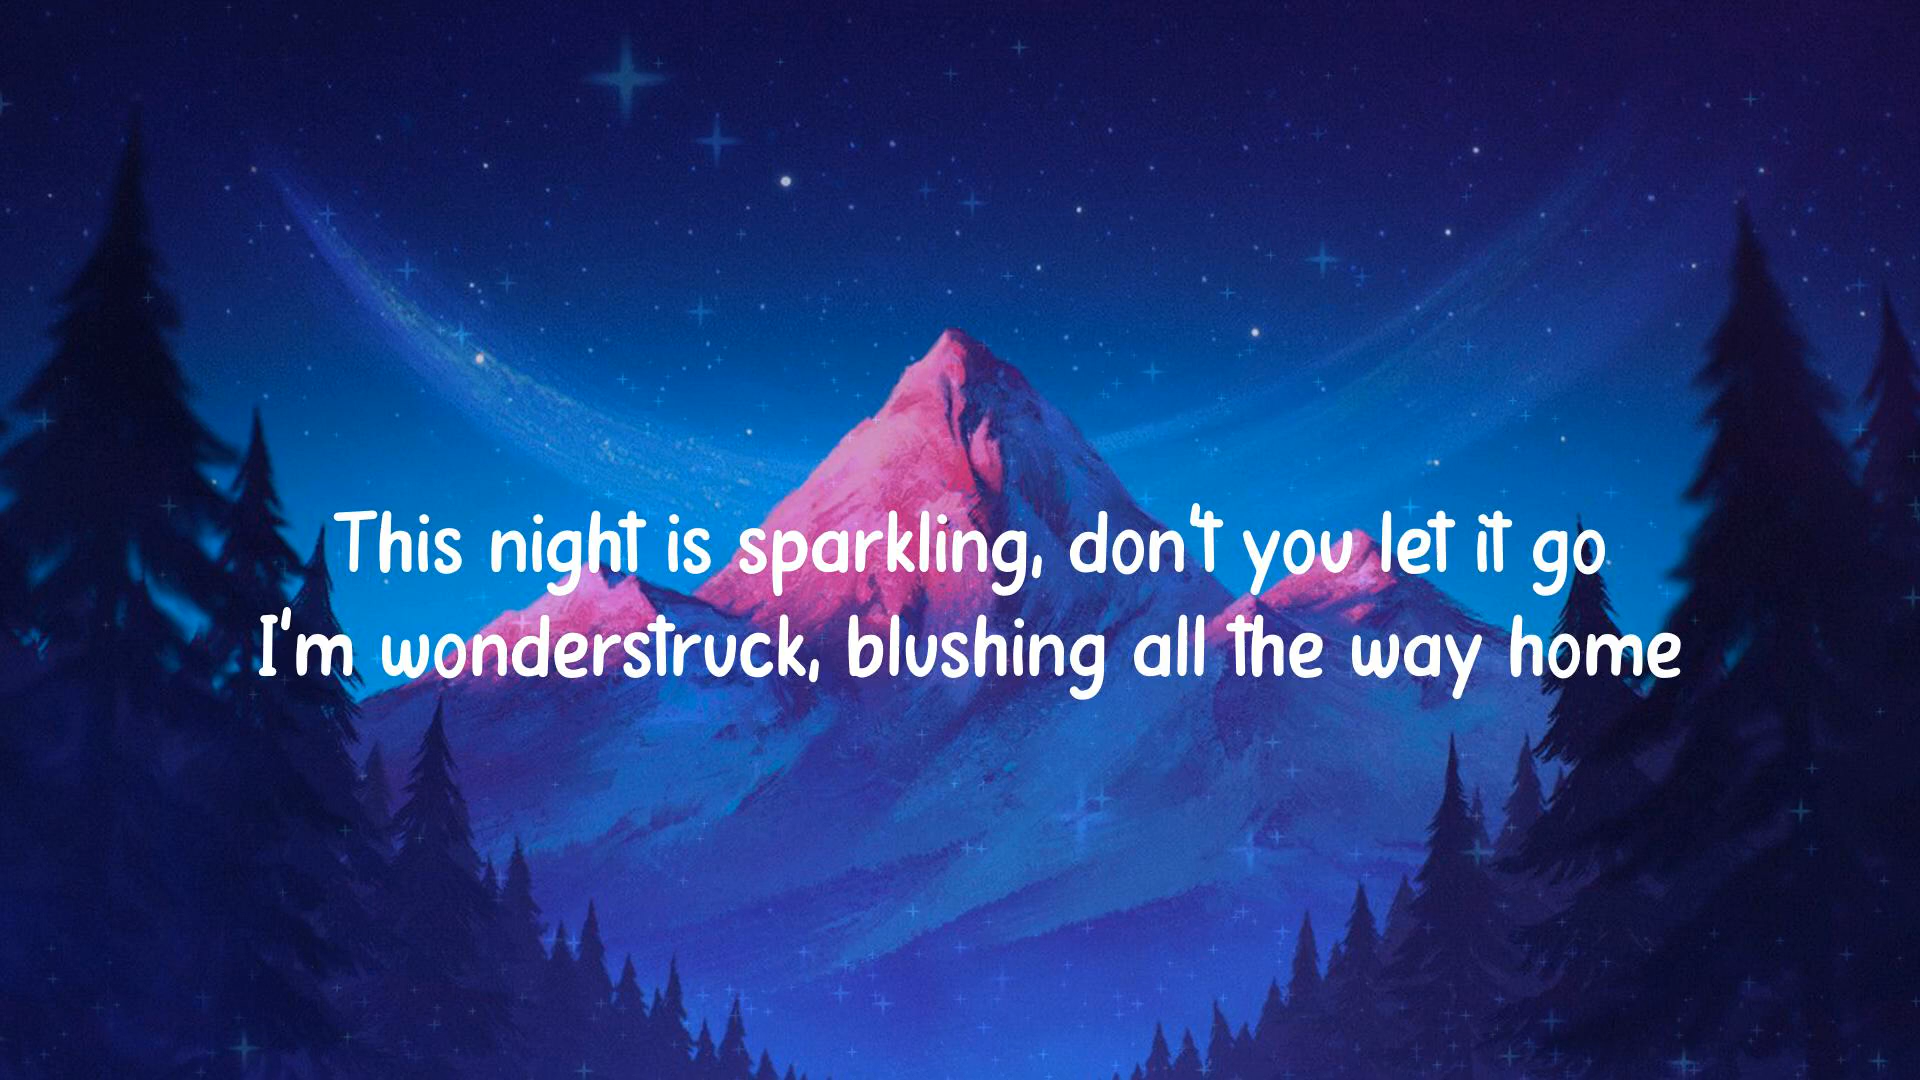 This night is sparkling, don't you let it go
I'm wonderstruck, blushing all the way home